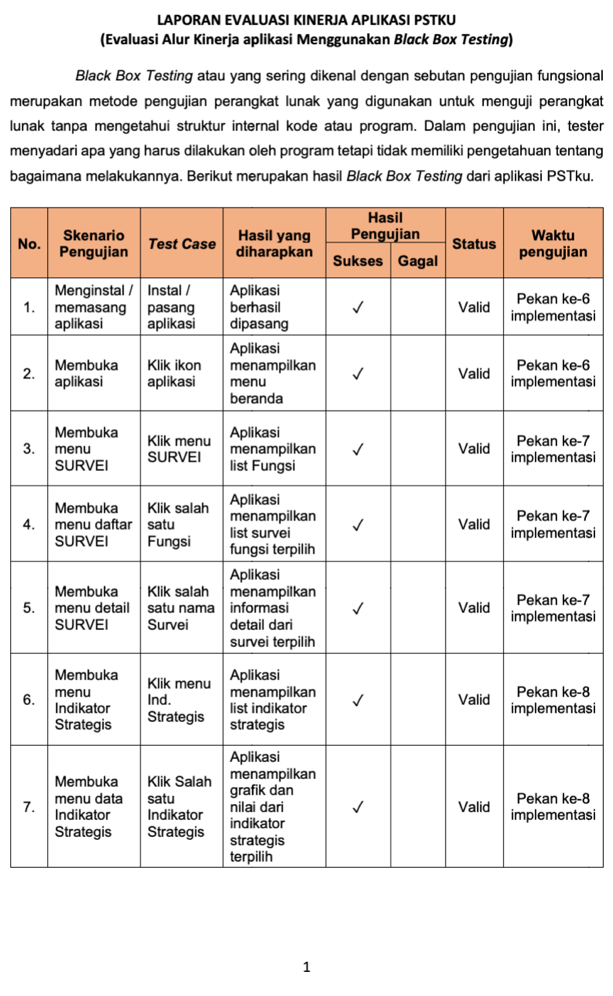 LAPORAN EVALUASI KINERJA APLIKASI PSTKU
(Evaluasi Alur Kinerja aplikasi Menggunakan Black Box Testing)
Black Box Testing atau yang sering dikenal dengan sebutan pengujian fungsional
merupakan metode pengujian perangkat lunak yang digunakan untuk menguji perangkat
lunak tanpa mengetahui struktur internal kode atau program. Dalam pengujian ini, tester
menyadari apa yang harus dilakukan oleh program tetapi tidak memiliki pengetahuan tentang
bagaimana melakukannya. Berikut merupakan hasil Black Box Testing dari aplikasi PSTku.
No.
Skenario
Pengujian
Test Case
Hasil yang
diharapkan
Hasil
Pengujian
Sukses
Gagal
Status
Waktu
pengujian
1.
Menginstal /
memasang
aplikasi
Instal /
pasang
aplikasi
Aplikasi
berhasil
dipasang
✓
Valid
Pekan ke-6
implementasi
2.
Membuka
aplikasi
Klik ikon
aplikasi
Aplikasi
menampilkan
menu
beranda
✓
Valid
Pekan ke-6
implementasi
3.
Membuka
menu
SURVEI
Klik menu
SURVEI
Aplikasi
menampilkan
list Fungsi
✓
Valid
Pekan ke-7
implementasi
4.
Membuka
menu daftar
SURVEI
Klik salah
satu
Fungsi
Aplikasi
menampilkan
list survei
fungsi terpilih
✓
Valid
Pekan ke-7
implementasi
5.
Membuka
menu detail
SURVEI
Klik salah
satu nama
Survei
Aplikasi
menampilkan
informasi
detail dari
survei terpilih
✓
Valid
Pekan ke-7
implementasi
6.
Membuka
menu
Indikator
Strategis
Klik menu
Ind.
Strategis
Aplikasi
menampilkan
list indikator
strategis
✓
Valid
Pekan ke-8
implementasi
7.
Membuka
menu data
Indikator
Strategis
Klik Salah
satu
Indikator
Strategis
Aplikasi
menampilkan
grafik dan
nilai dari
indikator
strategis
terpilih
✓
Valid
Pekan ke-8
implementasi
1